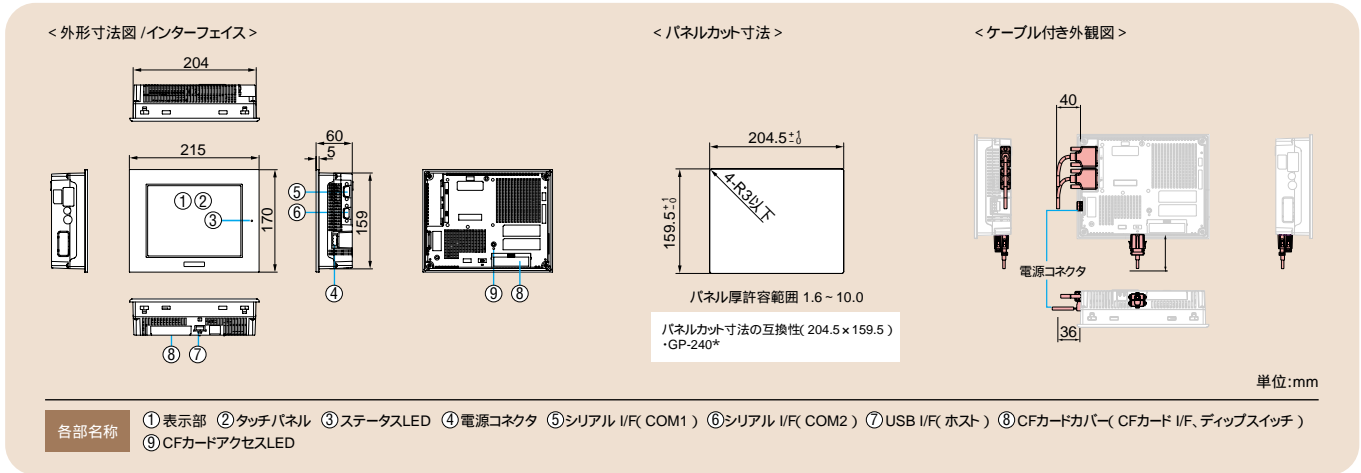 ＜外形寸法図 /インターフェイス＞
204
215
①②
③
170
60
5
⑤
⑥
159
④
⑨
⑧
⑧
⑦
＜パネルカット寸法＞
204.5 +1 -0
4-R3以下
159.5 +1 -0
パネル厚許容範囲 1.6 ~ 10.0
パネルカット寸法の互換性( 204.5×159.5 )
・GP-240*
＜ケーブル付き外観図＞
40
電源コネクタ
36
単位:mm
各部名称
①表示部 ②タッチパネル ③ステータスLED ④電源コネクタ ⑤シリアル I/F( COM1 ) ⑥シリアル I/F( COM2 ) ⑦USB I/F( ホスト ) ⑧CFカードカバー( CFカード I/F、ディップスイッチ )
⑨CFカードアクセスLED